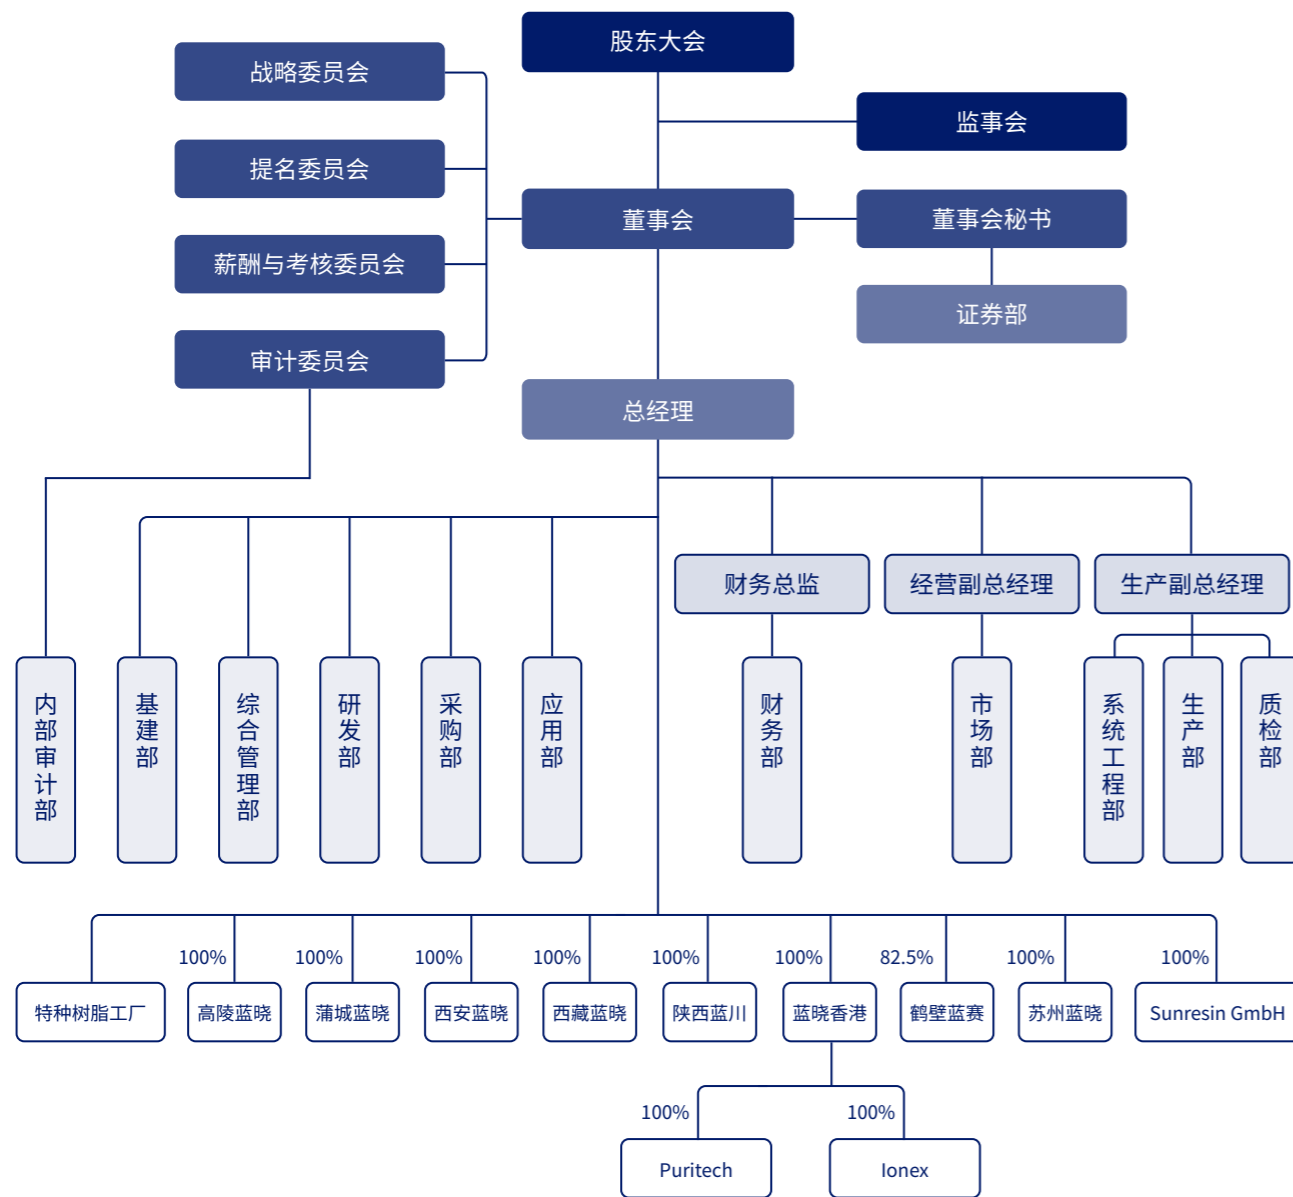 股东大会
战略委员会
监事会
提名委员会
董事会
董事会秘书
薪酬与考核委员会
证券部
审计委员会
总经理
财务总监
经营副总经理
生产副总经理
内部审计部
基建部
综合管理部
研发部
采购部
应用部
财务部
市场部
系统工程部
生产部
质检部
100%
100%
100%
100%
100%
100%
82.5%
100%
100%
特种树脂工厂
高陵蓝晓
蒲城蓝晓
西安蓝晓
西藏蓝晓
陕西蓝川
蓝晓香港
鹤壁蓝赛
苏州蓝晓
Sunresin GmbH
100%
100%
Puritech
Ionex